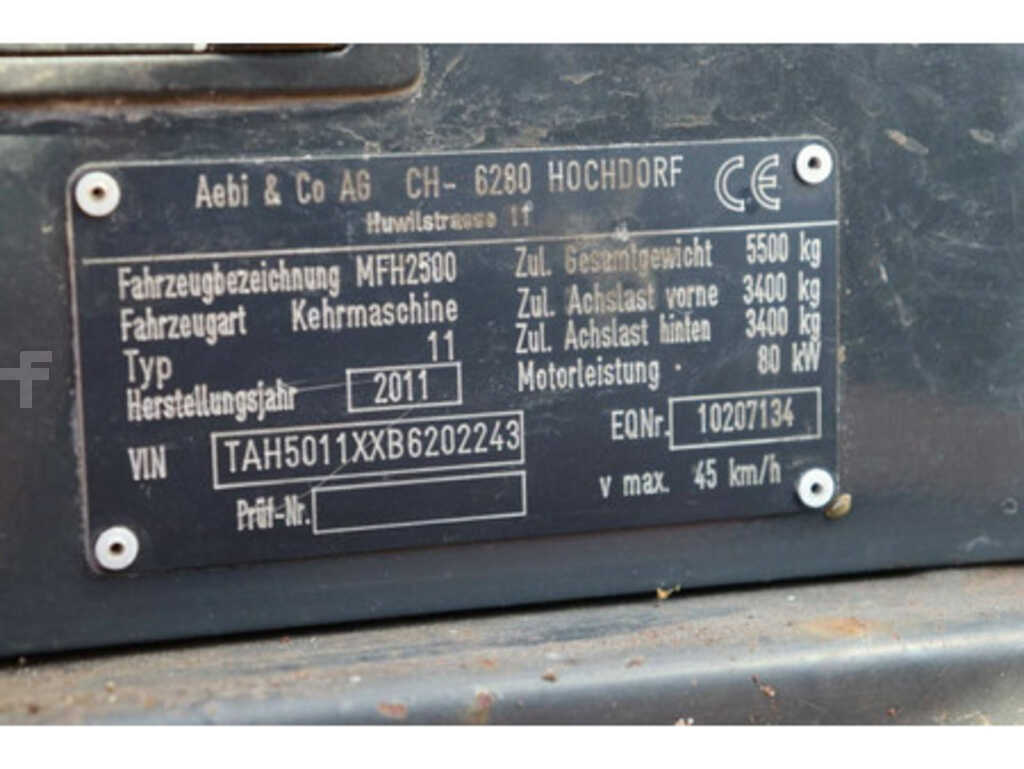 Aebi & Co AG CH- 6280 HOCHDORF CE
Huwilstrasse 11
Fahrzeugbezeichnung MFH2500
Fahrzeugart Kehrmaschine
Typ 11
Herstellungsjahr 2011
VIN TAH5011XXB6202243
Prüf-Nr.
Zul. Gesamtgewicht 5500 kg
Zul. Achslast vorne 3400 kg
Zul. Achslast hinten 3400 kg
Motorleistung 80 kW
EQNr. 10207134
v max. 45 km/h
f